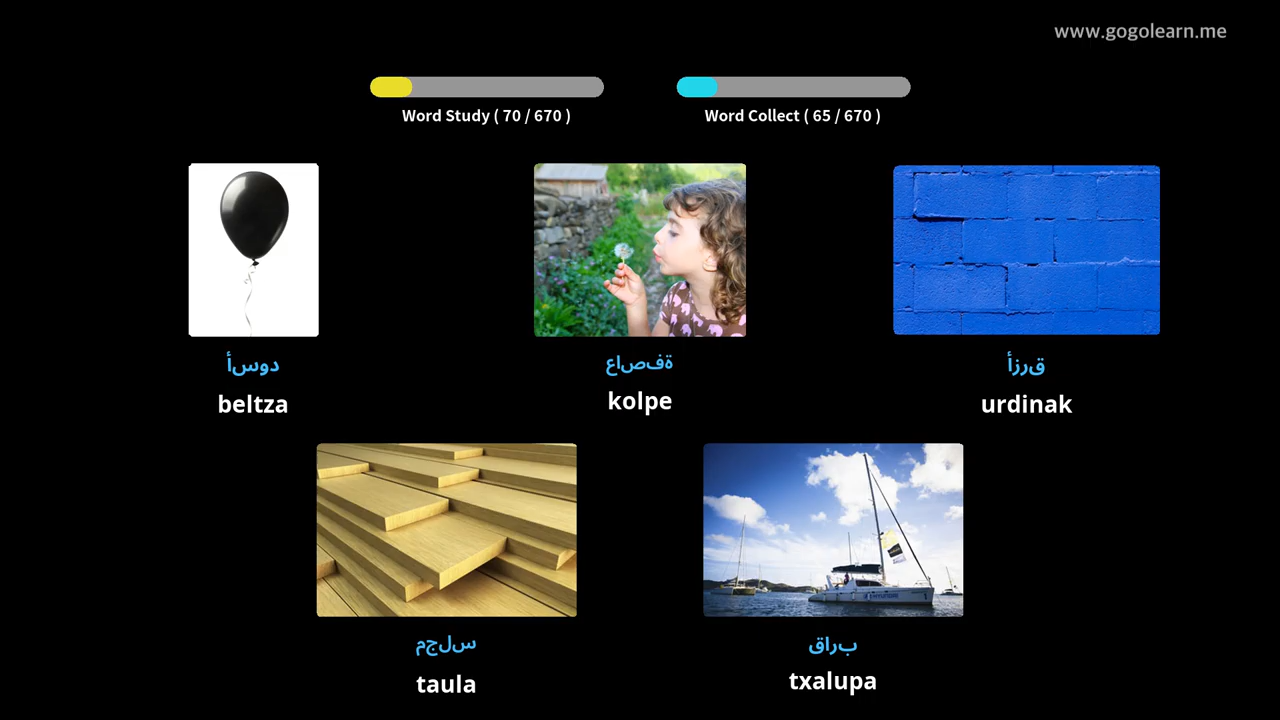 www.gogolearn.me
Word Study ( 70 / 670 )
Word Collect ( 65 / 670 )
دوسأ
beltza
ةفصاع
kolpe
قرزأ
urdinak
سلجم
taula
براق
txalupa